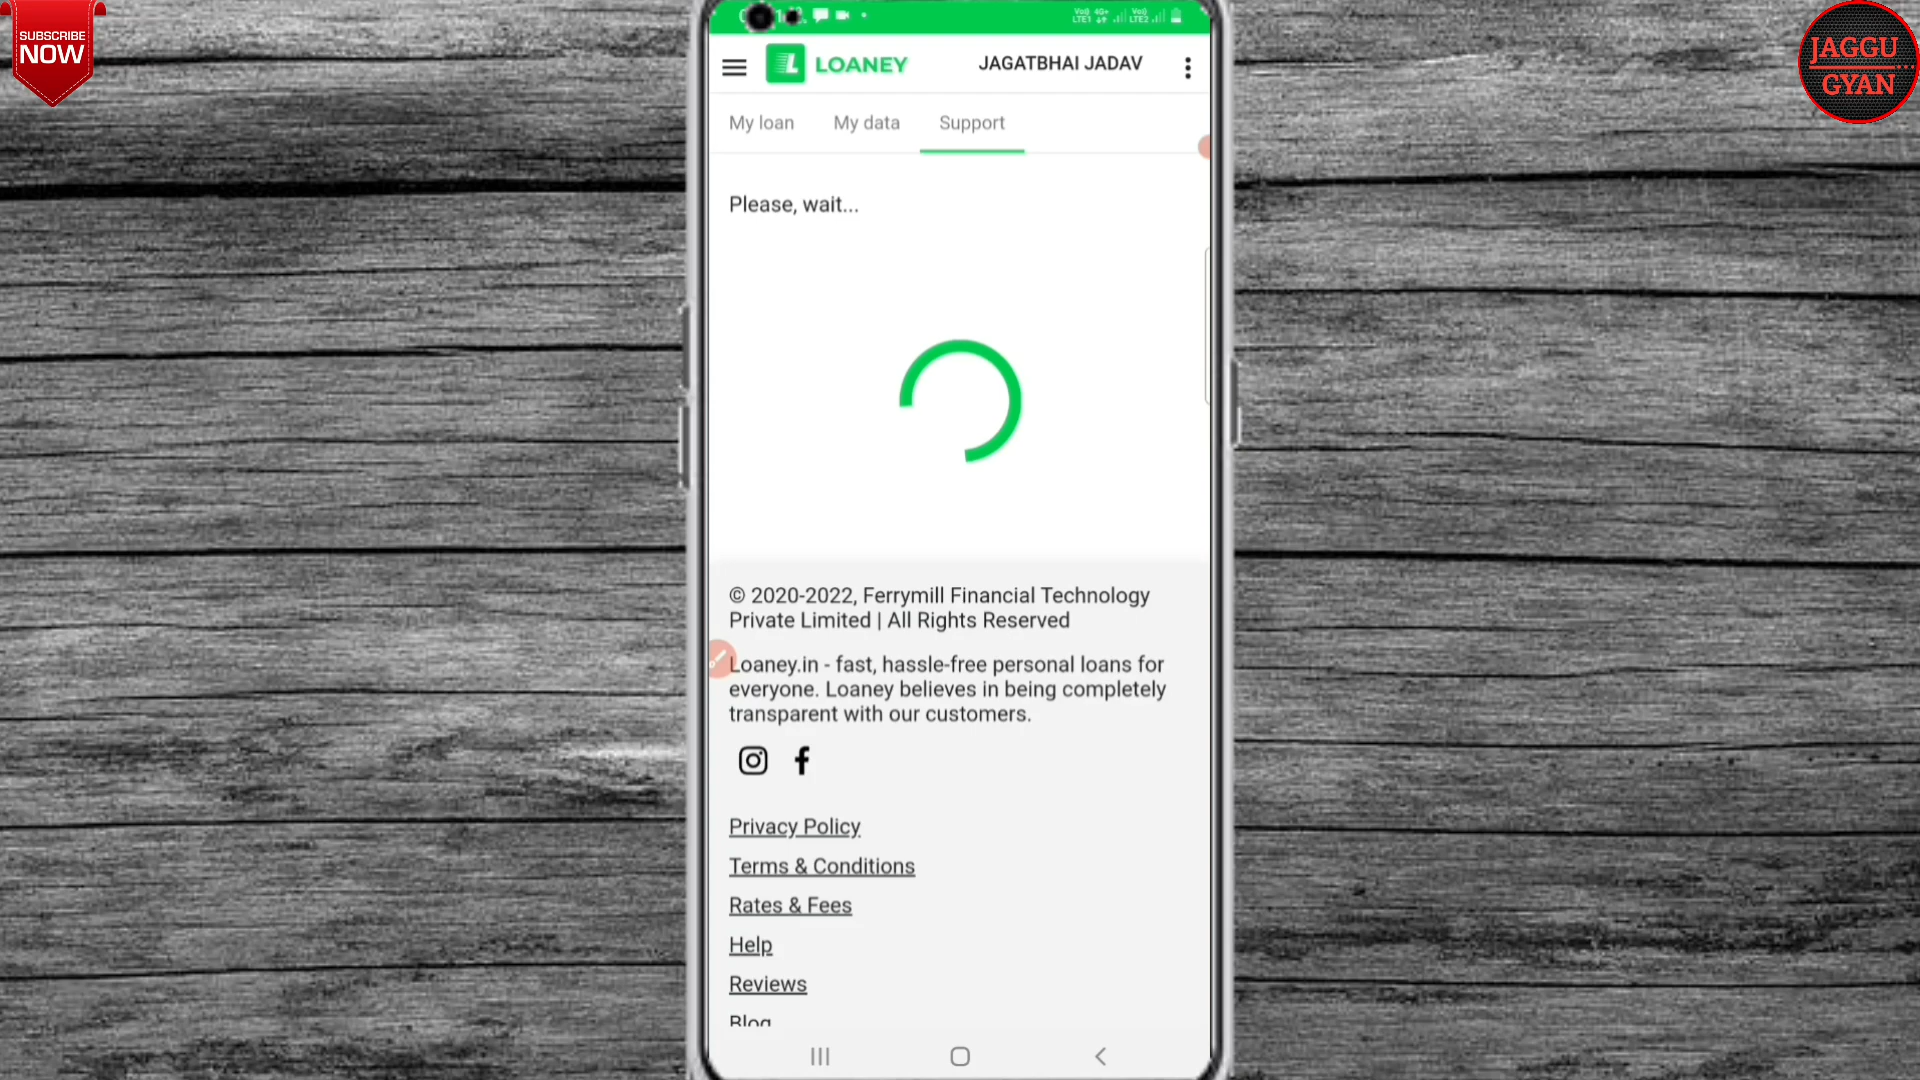 SUBSCRIBE
NOW
JAGGU
GYAN
LOANEY
JAGATBHAI JADAV
My loan
My data
Support
Please, wait...
© 2020-2022, Ferrymill Financial Technology
Private Limited | All Rights Reserved
Loaney.in - fast, hassle-free personal loans for
everyone. Loaney believes in being completely
transparent with our customers.
Privacy Policy
Terms & Conditions
Rates & Fees
Help
Reviews
Blog